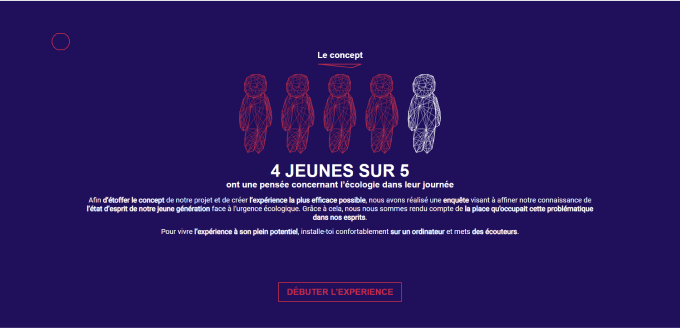 Le concept
4 JEUNES SUR 5
ont une pensée concernant l'écologie dans leur journée
Afin d'étoffer le concept de notre projet et de créer l'expérience la plus efficace possible, nous avons réalisé une enquête visant à affiner notre connaissance de
l'état d'esprit de notre jeune génération face à l'urgence écologique. Grâce à cela, nous nous sommes rendu compte de la place qu'occupait cette problématique
dans nos esprits.
Pour vivre l'expérience à son plein potentiel, installe-toi confortablement sur un ordinateur et mets des écouteurs.
DÉBUTER L'EXPERIENCE